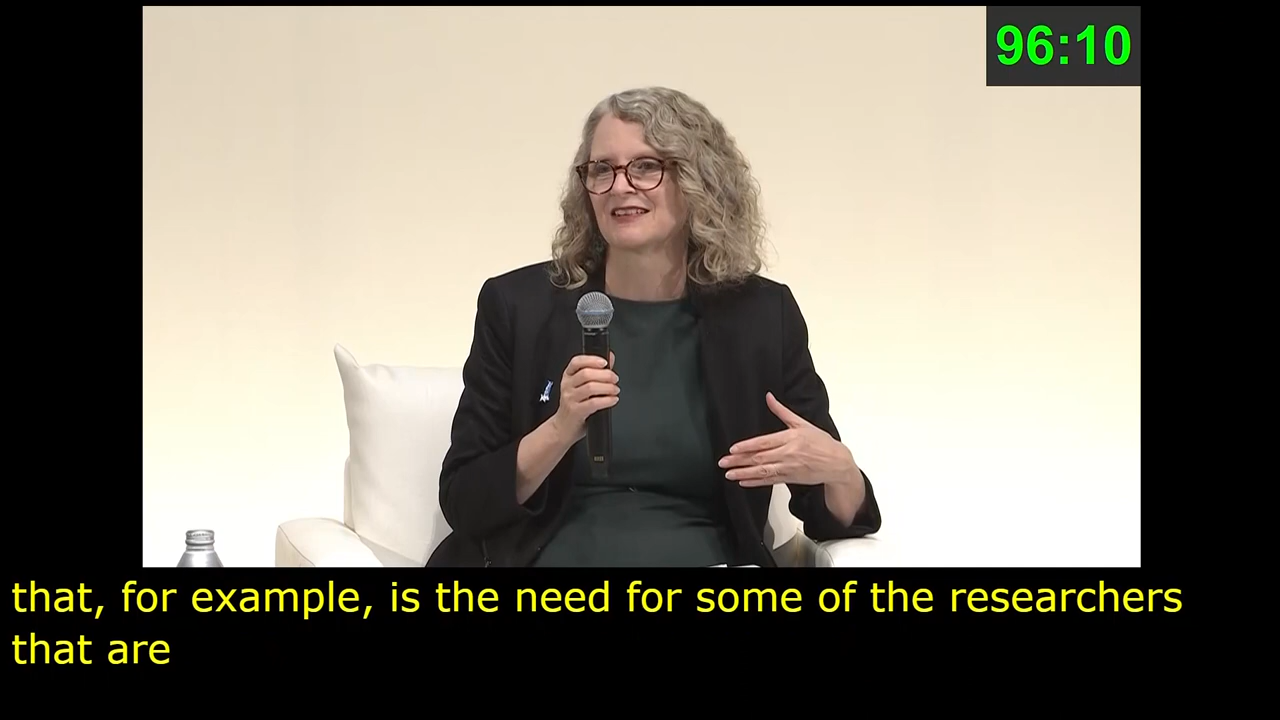 96:10
that, for example, is the need for some of the researchers
that are